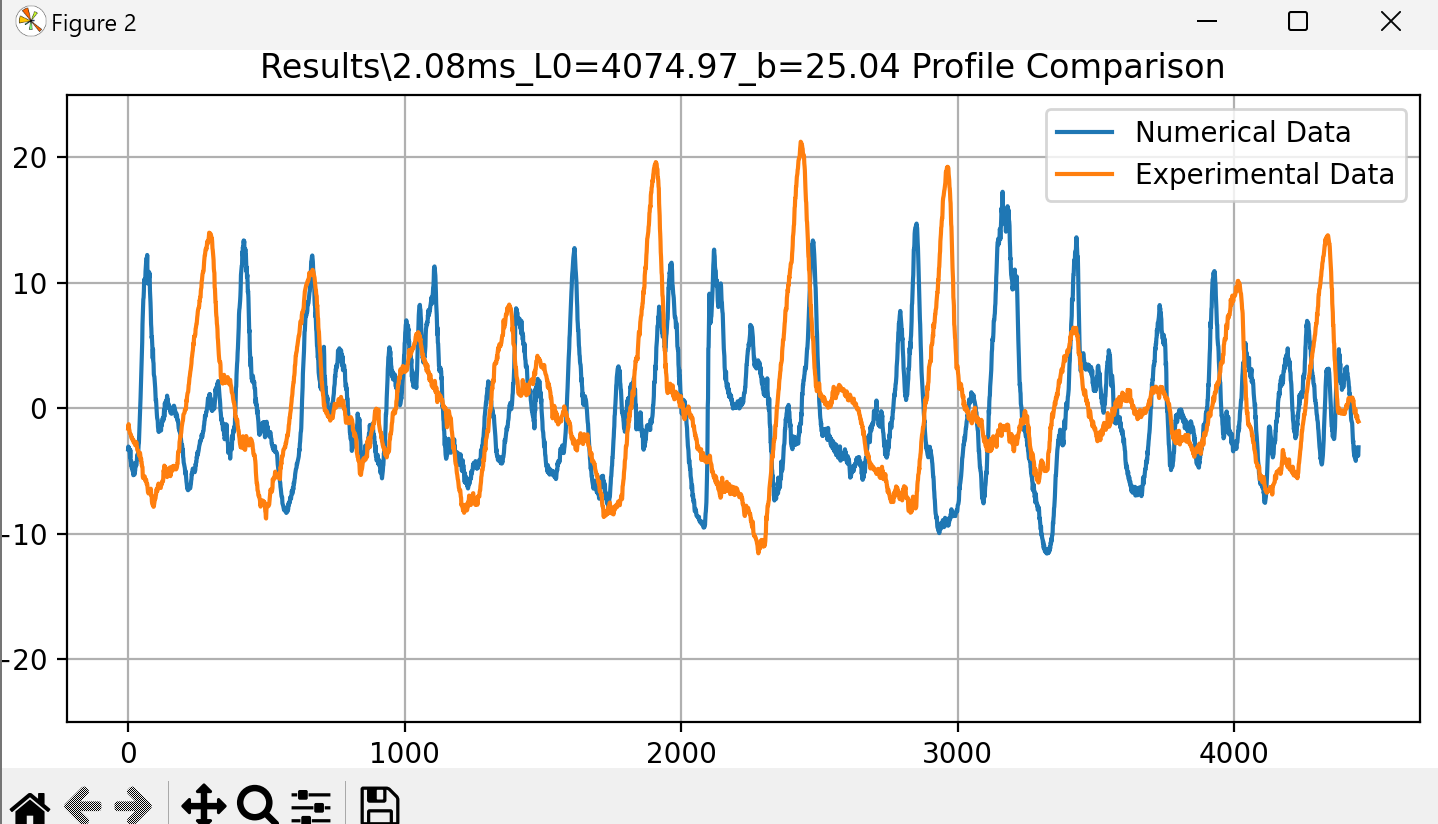 Figure 2
Results\2.08ms_L0=4074.97_b=25.04 Profile Comparison
Numerical Data
Experimental Data
20
10
0
-10
-20
0 1000 2000 3000 4000